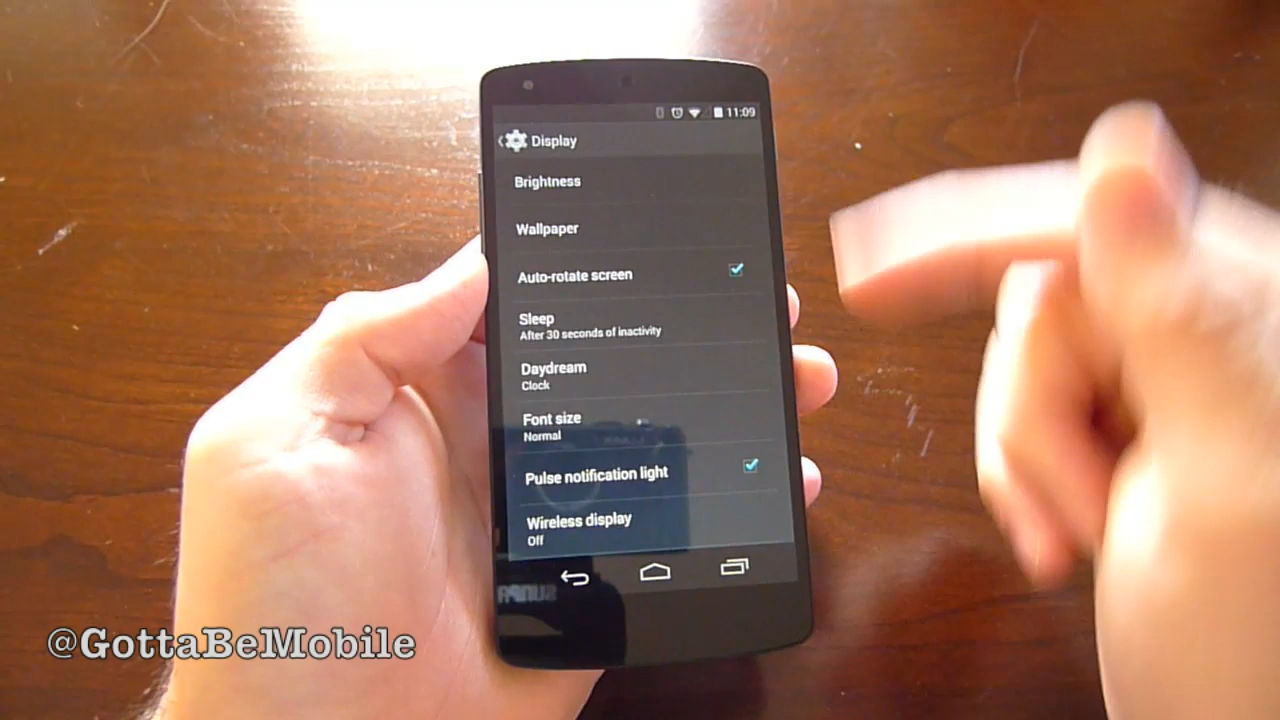 11:09
Display
Brightness
Wallpaper
Auto-rotate screen
Sleep
After 30 seconds of inactivity
Daydream
Clock
Font size
Normal
Pulse notification light
Wireless display
Off
@GottaBeMobile